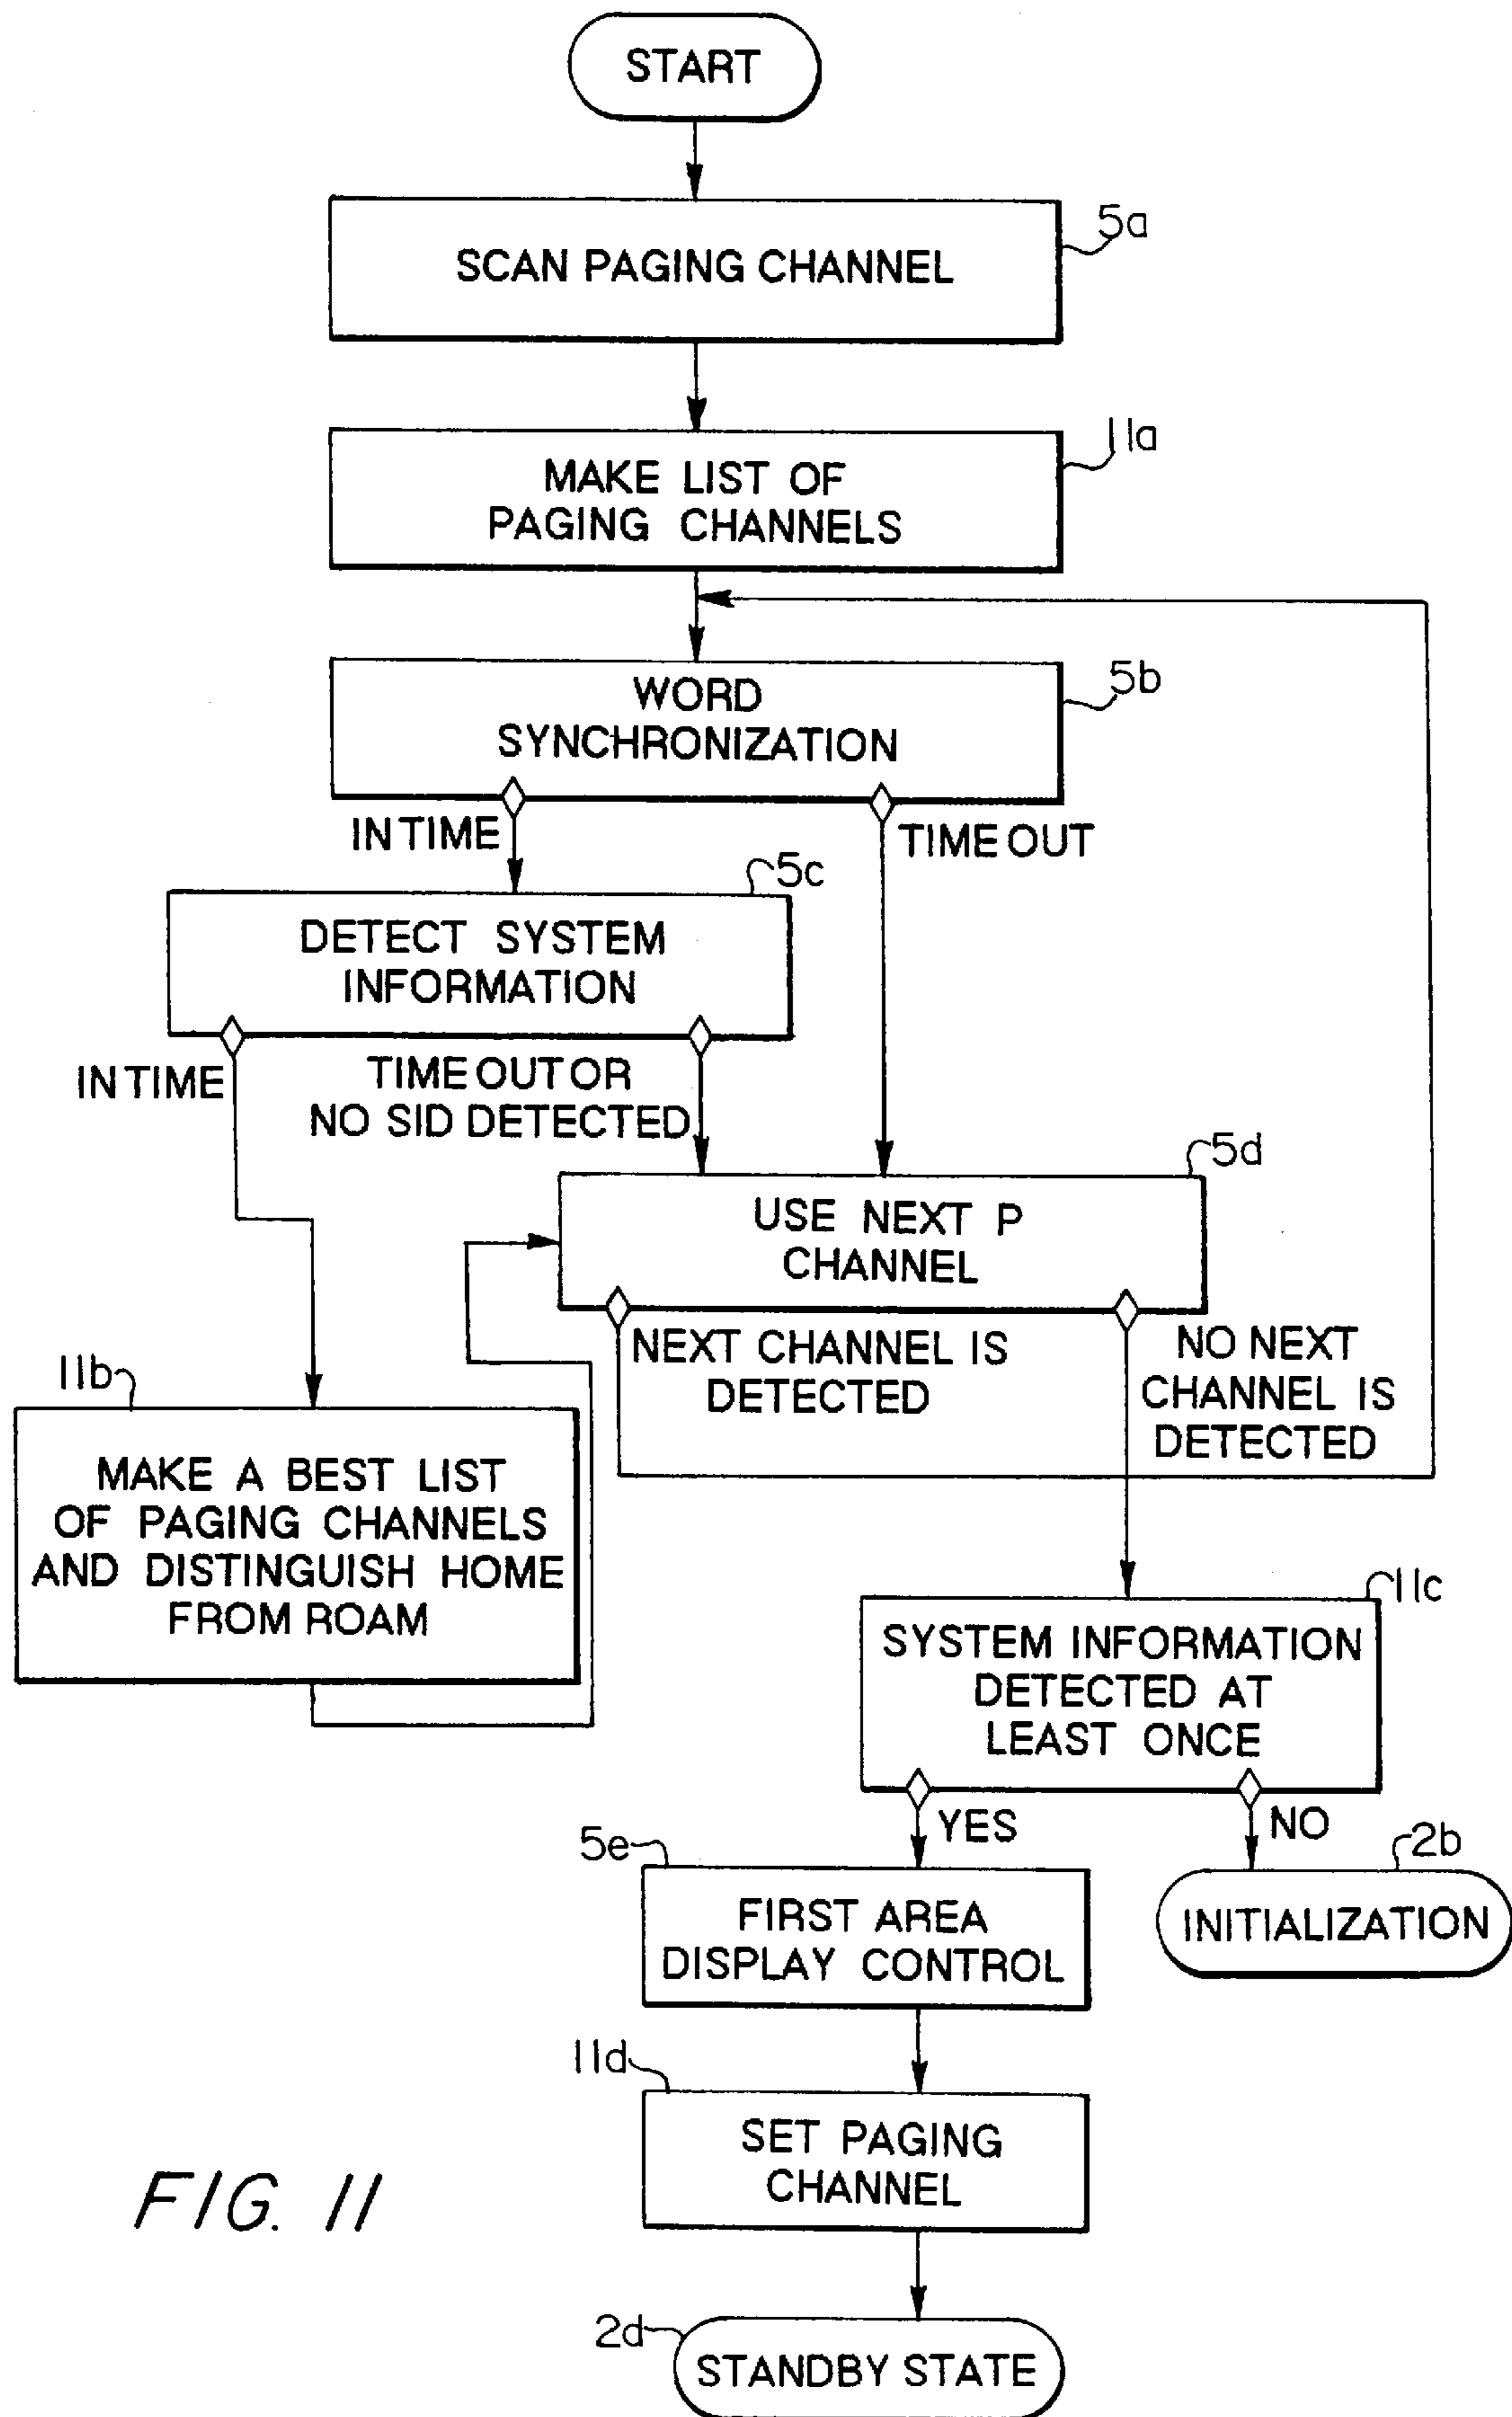 START
5a
SCAN PAGING CHANNEL
11a
MAKE LIST OF
PAGING CHANNELS
5b
WORD
SYNCHRONIZATION
IN TIME
TIME OUT
5c
DETECT SYSTEM
INFORMATION
IN TIME
TIME OUT OR
NO SID DETECTED
5d
USE NEXT P
CHANNEL
NEXT CHANNEL IS
DETECTED
NO NEXT
CHANNEL IS
DETECTED
11b
MAKE A BEST LIST
OF PAGING CHANNELS
AND DISTINGUISH HOME
FROM ROAM
11c
SYSTEM INFORMATION
DETECTED AT
LEAST ONCE
YES
NO
5e
FIRST AREA
DISPLAY CONTROL
2b
INITIALIZATION
11d
SET PAGING
CHANNEL
2d
STANDBY STATE
FIG. 11